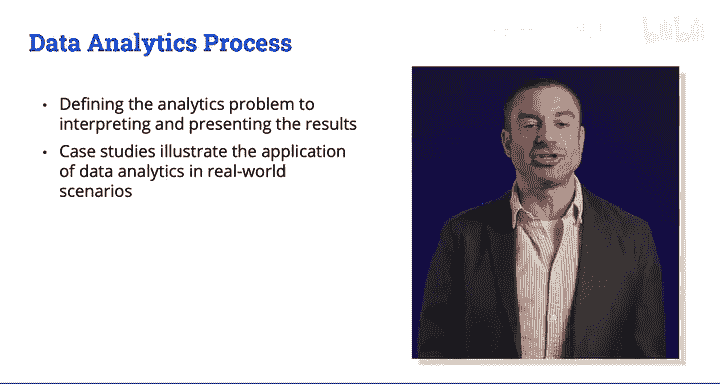 Data Analytics Process
• Defining the analytics problem to
interpreting and presenting the results
• Case studies illustrate the application
of data analytics in real-world
scenarios